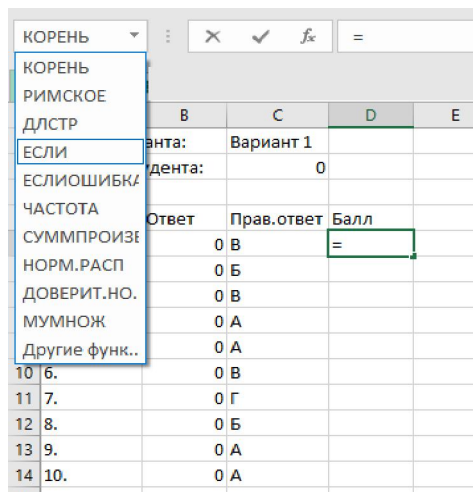 КОРЕНЬ fx =
КОРЕНЬ
РИМСКОЕ
ДЛСТР
ЕСЛИ
ЕСЛИОШИБКА
ЧАСТОТА
СУММПРОИЗВ
НОРМ.РАСП
ДОВЕРИТ.НО.
МУМНОЖ
Другие функ..
B C D E
анта: Вариант 1
дента: 0
Ответ Прав.ответ Балл
0 В =
0 Б
0 В
0 А
0 А
10 6. 0 В
11 7. 0 Г
12 8. 0 Б
13 9. 0 А
14 10. 0 А